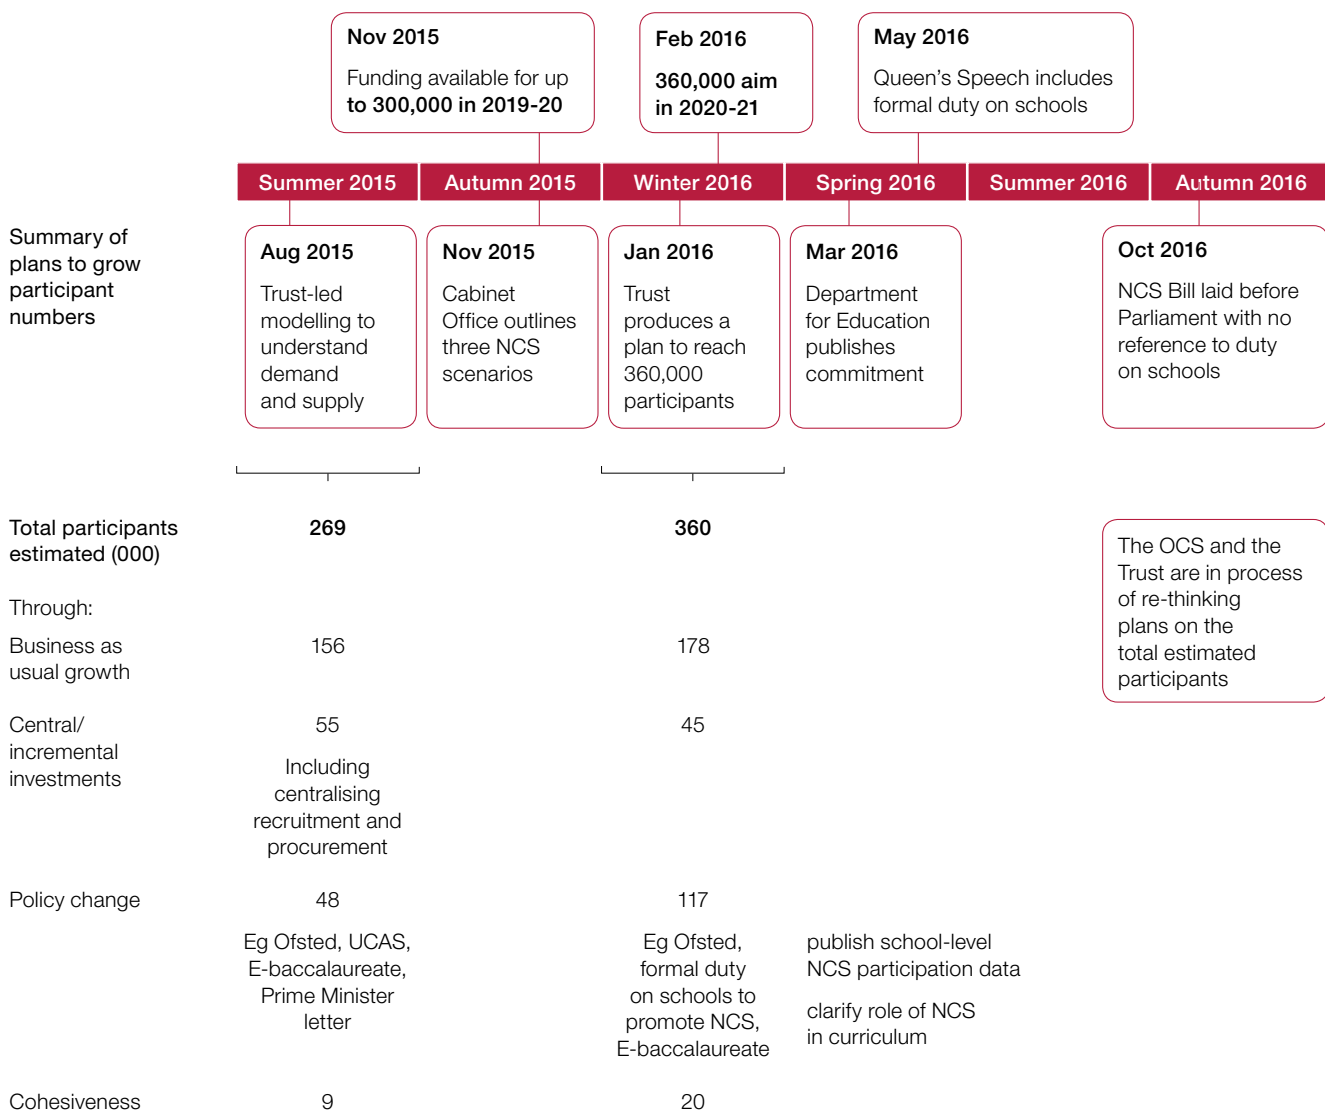 Nov 2015
Funding available for up
to 300,000 in 2019-20
Feb 2016
360,000 aim
in 2020-21
May 2016
Queen's Speech includes
formal duty on schools
Summer 2015
Autumn 2015
Winter 2016
Spring 2016
Summer 2016
Autumn 2016
Summary of
plans to grow
participant
numbers
Aug 2015
Trust-led
modelling to
understand
demand
and supply
Nov 2015
Cabinet
Office outlines
three NCS
scenarios
Jan 2016
Trust
produces a
plan to reach
360,000
participants
Mar 2016
Department
for Education
publishes
commitment
Oct 2016
NCS Bill laid before
Parliament with no
reference to duty
on schools
Total participants
estimated (000)
269
360
The OCS and the
Trust are in process
of re-thinking
plans on the
total estimated
participants
Through:
Business as
usual growth
156
178
Central/
incremental
investments
55
Including
centralising
recruitment and
procurement
45
Policy change
48
Eg Ofsted, UCAS,
E-baccalaureate,
Prime Minister
letter
117
Eg Ofsted,
formal duty
on schools to
promote NCS,
E-baccalaureate
publish school-level
NCS participation data
clarify role of NCS
in curriculum
Cohesiveness
9
20